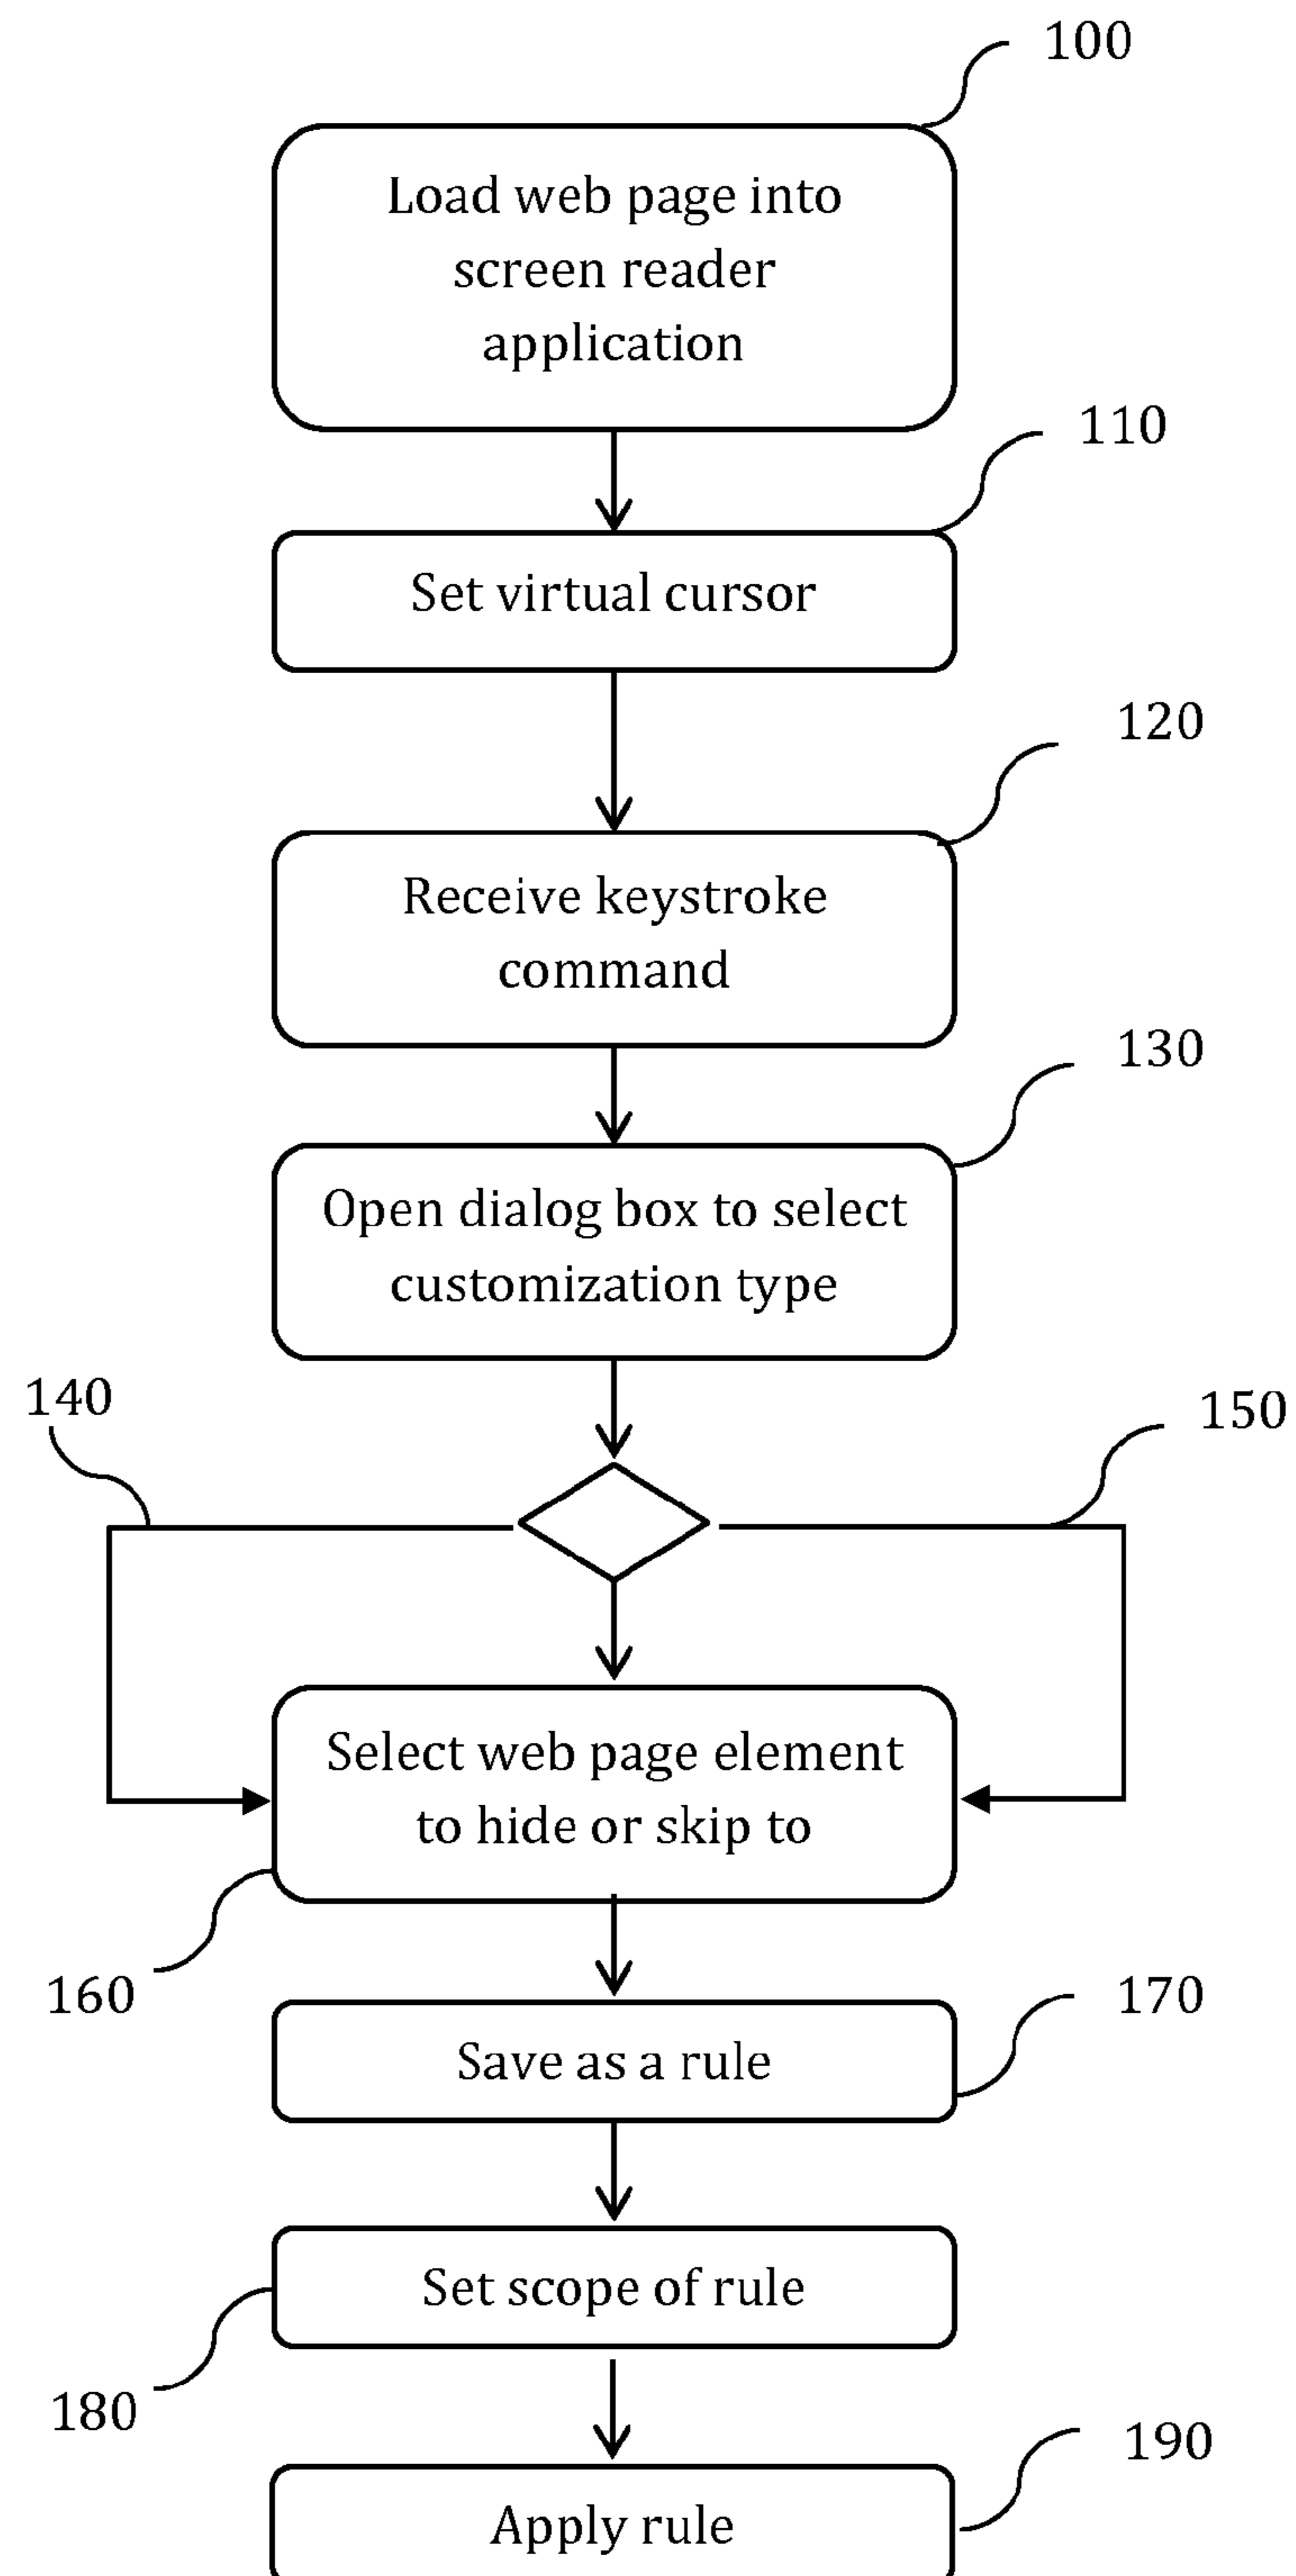 100
Load web page into
screen reader
application
110
Set virtual cursor
120
Receive keystroke
command
130
Open dialog box to select
customization type
140
150
Select web page element
to hide or skip to
160
170
Save as a rule
Set scope of rule
180
190
Apply rule